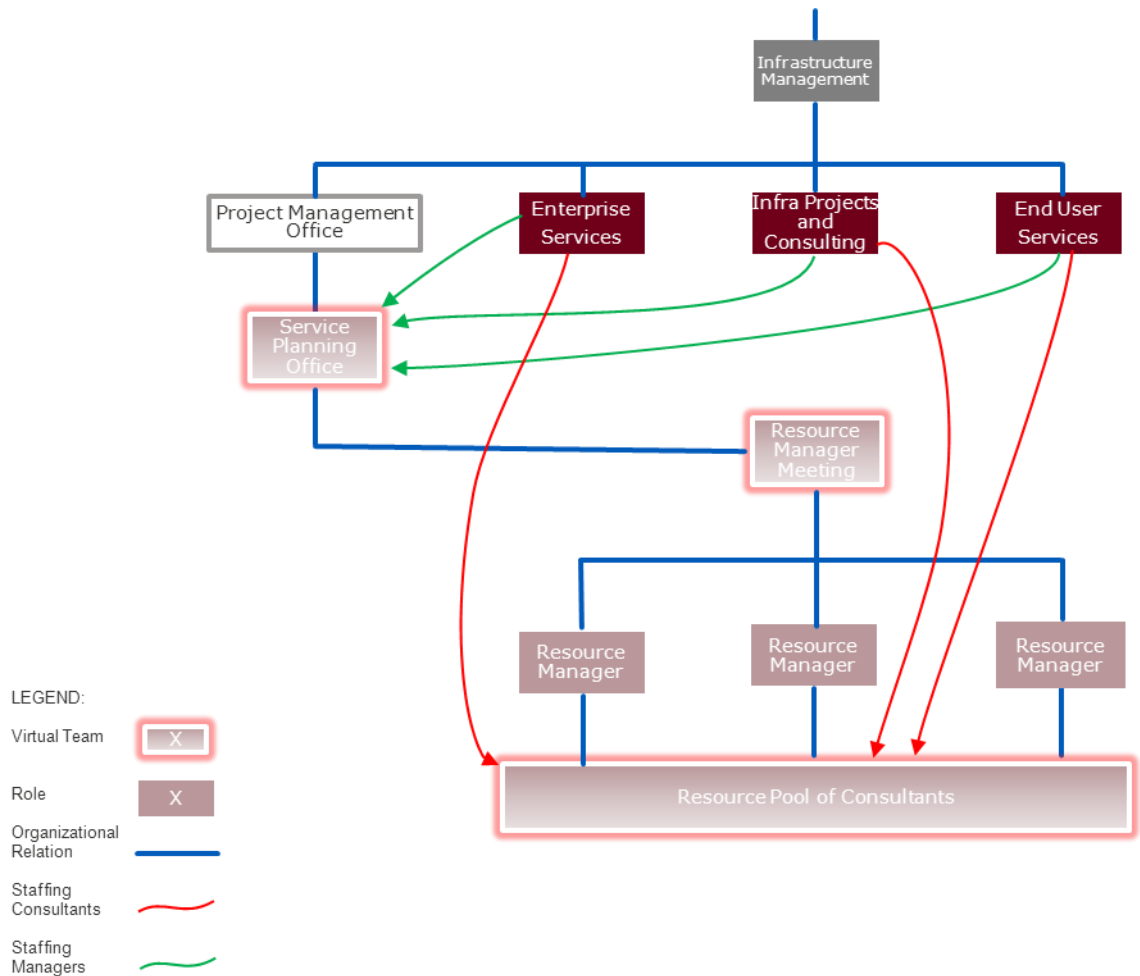 Infrastructure
Management
Project Management
Office
Enterprise
Services
Infra Projects
and
Consulting
End User
Services
Service
Planning
Office
Resource
Manager
Meeting
Resource
Manager
Resource
Manager
Resource
Manager
Resource Pool of Consultants
LEGEND:
Virtual Team
X
Role
X
Organizational
Relation
Staffing
Consultants
Staffing
Managers